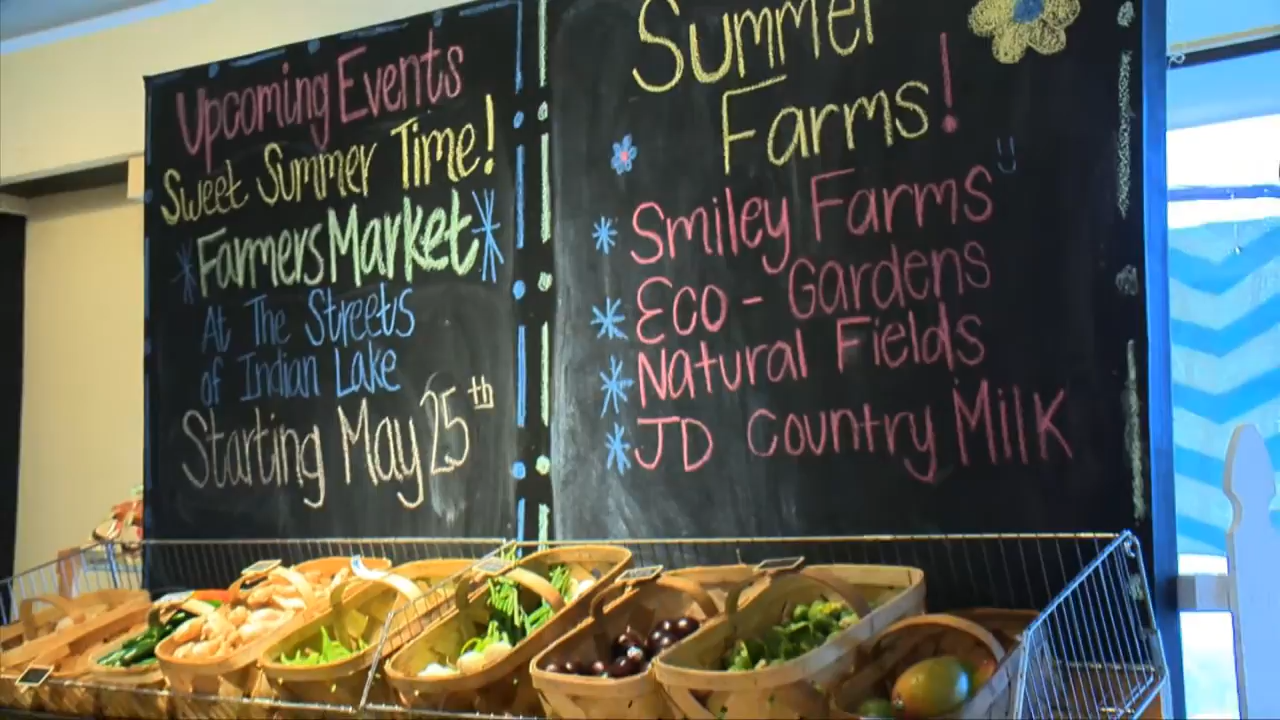 Upcoming Events
Sweet Summer Time!
Farmers Market
At The Streets
of Indian Lake
Starting May 25th
Summer
Farms!
Smiley Farms
Eco - Gardens
Natural Fields
JD Country Milk